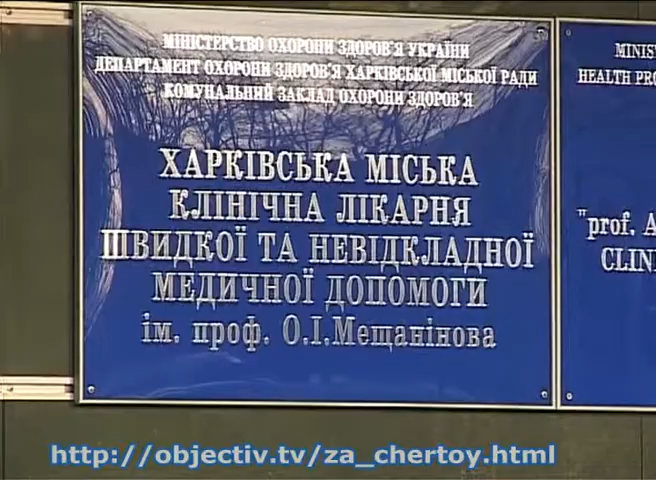 МІНІСТЕРСТВО ОХОРОНИ ЗДОРОВ'Я УКРАЇНИ
ДЕПАРТАМЕНТ ОХОРОНИ ЗДОРОВ'Я ХАРКІВСЬКОЇ МІСЬКОЇ РАДИ
КОМУНАЛЬНИЙ ЗАКЛАД ОХОРОНИ ЗДОРОВ'Я
ХАРКІВСЬКА МІСЬКА
КЛІНІЧНА ЛІКАРНЯ
ШВИДКОЇ ТА НЕВІДКЛАДНОЇ
МЕДИЧНОЇ ДОПОМОГИ
ім. проф. О.І.Мещанінова
HEALTH
"prof.
http://objectiv.tv/za_chertoy.html